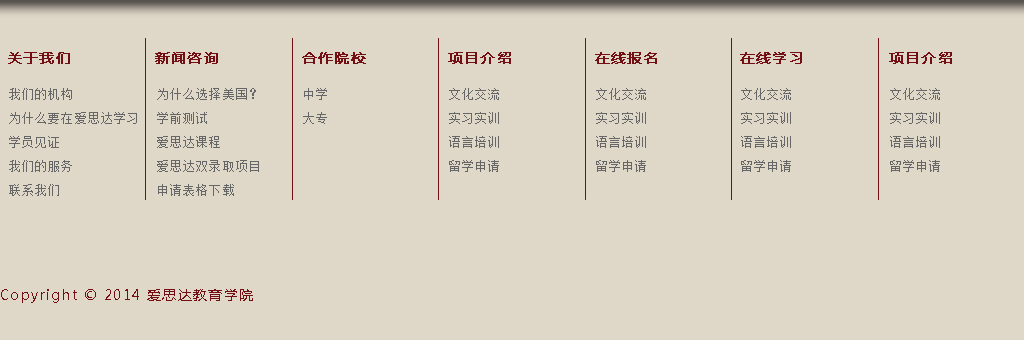 关于我们
我们的机构
为什么要在爱思达学习
学员见证
我们的服务
联系我们
新闻咨询
为什么选择美国?
学前测试
爱思达课程
爱思达双录取项目
申请表格下载
合作院校
中学
大专
项目介绍
文化交流
实习实训
语言培训
留学申请
在线报名
文化交流
实习实训
语言培训
留学申请
在线学习
文化交流
实习实训
语言培训
留学申请
项目介绍
文化交流
实习实训
语言培训
留学申请
Copyright © 2014 爱思达教育学院